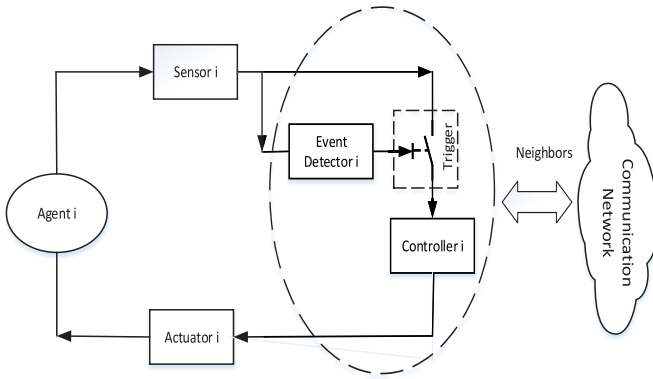 Sensor i
Event
Detector i
Trigger
Neighbors
Communication
Network
Agent i
Controller i
Actuator i